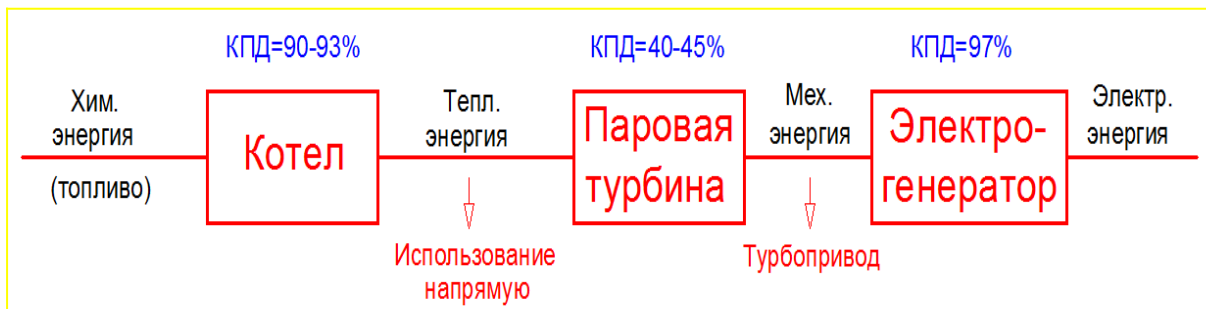 КПД=90-93%
КПД=40-45%
КПД=97%
Хим.
энергия
(топливо)
Котел
Тепл.
энергия
Паровая
турбина
Мех.
энергия
Электро-
генератор
Электр.
энергия
Использование
напрямую
Турбопривод